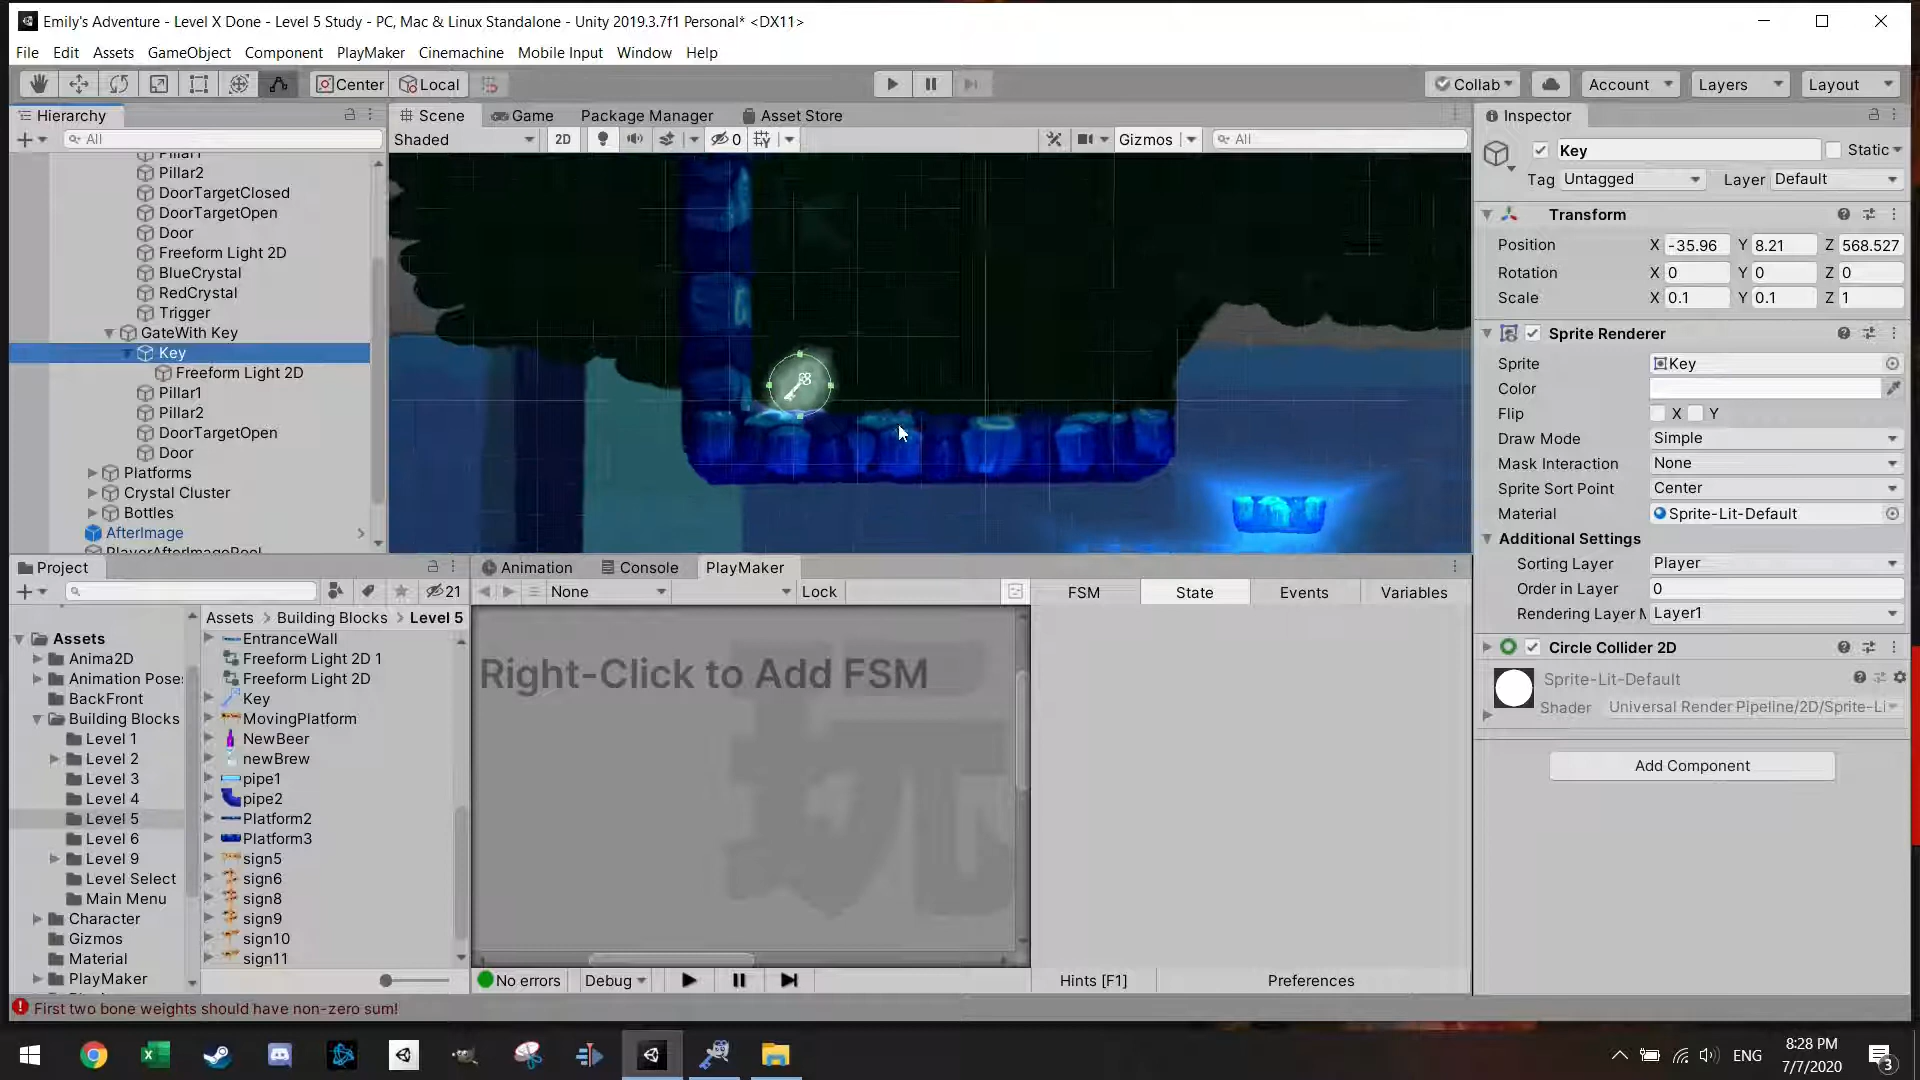 Emily's Adventure - Level X Done - Level 5 Study - PC, Mac & Linux Standalone - Unity 2019.3.7f1 Personal* <DX11>
File Edit Assets GameObject Component PlayMaker Cinemachine Mobile Input Window Help
Center Local Collab Account Layers Layout
Hierarchy
All
Pillar1
Pillar2
DoorTargetClosed
DoorTargetOpen
Door
Freeform Light 2D
BlueCrystal
RedCrystal
Trigger
GateWith Key
Key
Freeform Light 2D
Pillar1
Pillar2
DoorTargetOpen
Door
Platforms
Crystal Cluster
Bottles
AfterImage
PlayerAfterImagePool
Scene Game Package Manager Asset Store
Shaded 2D 0 Gizmos All
Inspector
Key Static
Tag Untagged Layer Default
Transform
Position X -35.96 Y 8.21 Z 568.527
Rotation X 0 Y 0 Z 0
Scale X 0.1 Y 0.1 Z 1
Sprite Renderer
Sprite Key
Color
Flip X Y
Draw Mode Simple
Mask Interaction None
Sprite Sort Point Center
Material Sprite-Lit-Default
Additional Settings
Sorting Layer Player
Order in Layer 0
Rendering Layer M Layer1
Circle Collider 2D
Sprite-Lit-Default
Shader Universal Render Pipeline/2D/Sprite-Li
Add Component
Project
21
Assets
Anima2D
Animation Pose
BackFront
Building Blocks
Level 1
Level 2
Level 3
Level 4
Level 5
Level 6
Level 9
Level Select
Main Menu
Character
Gizmos
Material
PlayMaker
Assets Building Blocks Level 5
EntranceWall
Freeform Light 2D 1
Freeform Light 2D
Key
MovingPlatform
NewBeer
newBrew
pipe1
pipe2
Platform2
Platform3
sign5
sign6
sign8
sign9
sign10
sign11
Animation Console PlayMaker
None Lock
FSM State Events Variables
Right-Click to Add FSM
玩
No errors Debug Hints [F1] Preferences
First two bone weights should have non-zero sum!
ENG
8:28 PM
7/7/2020
3